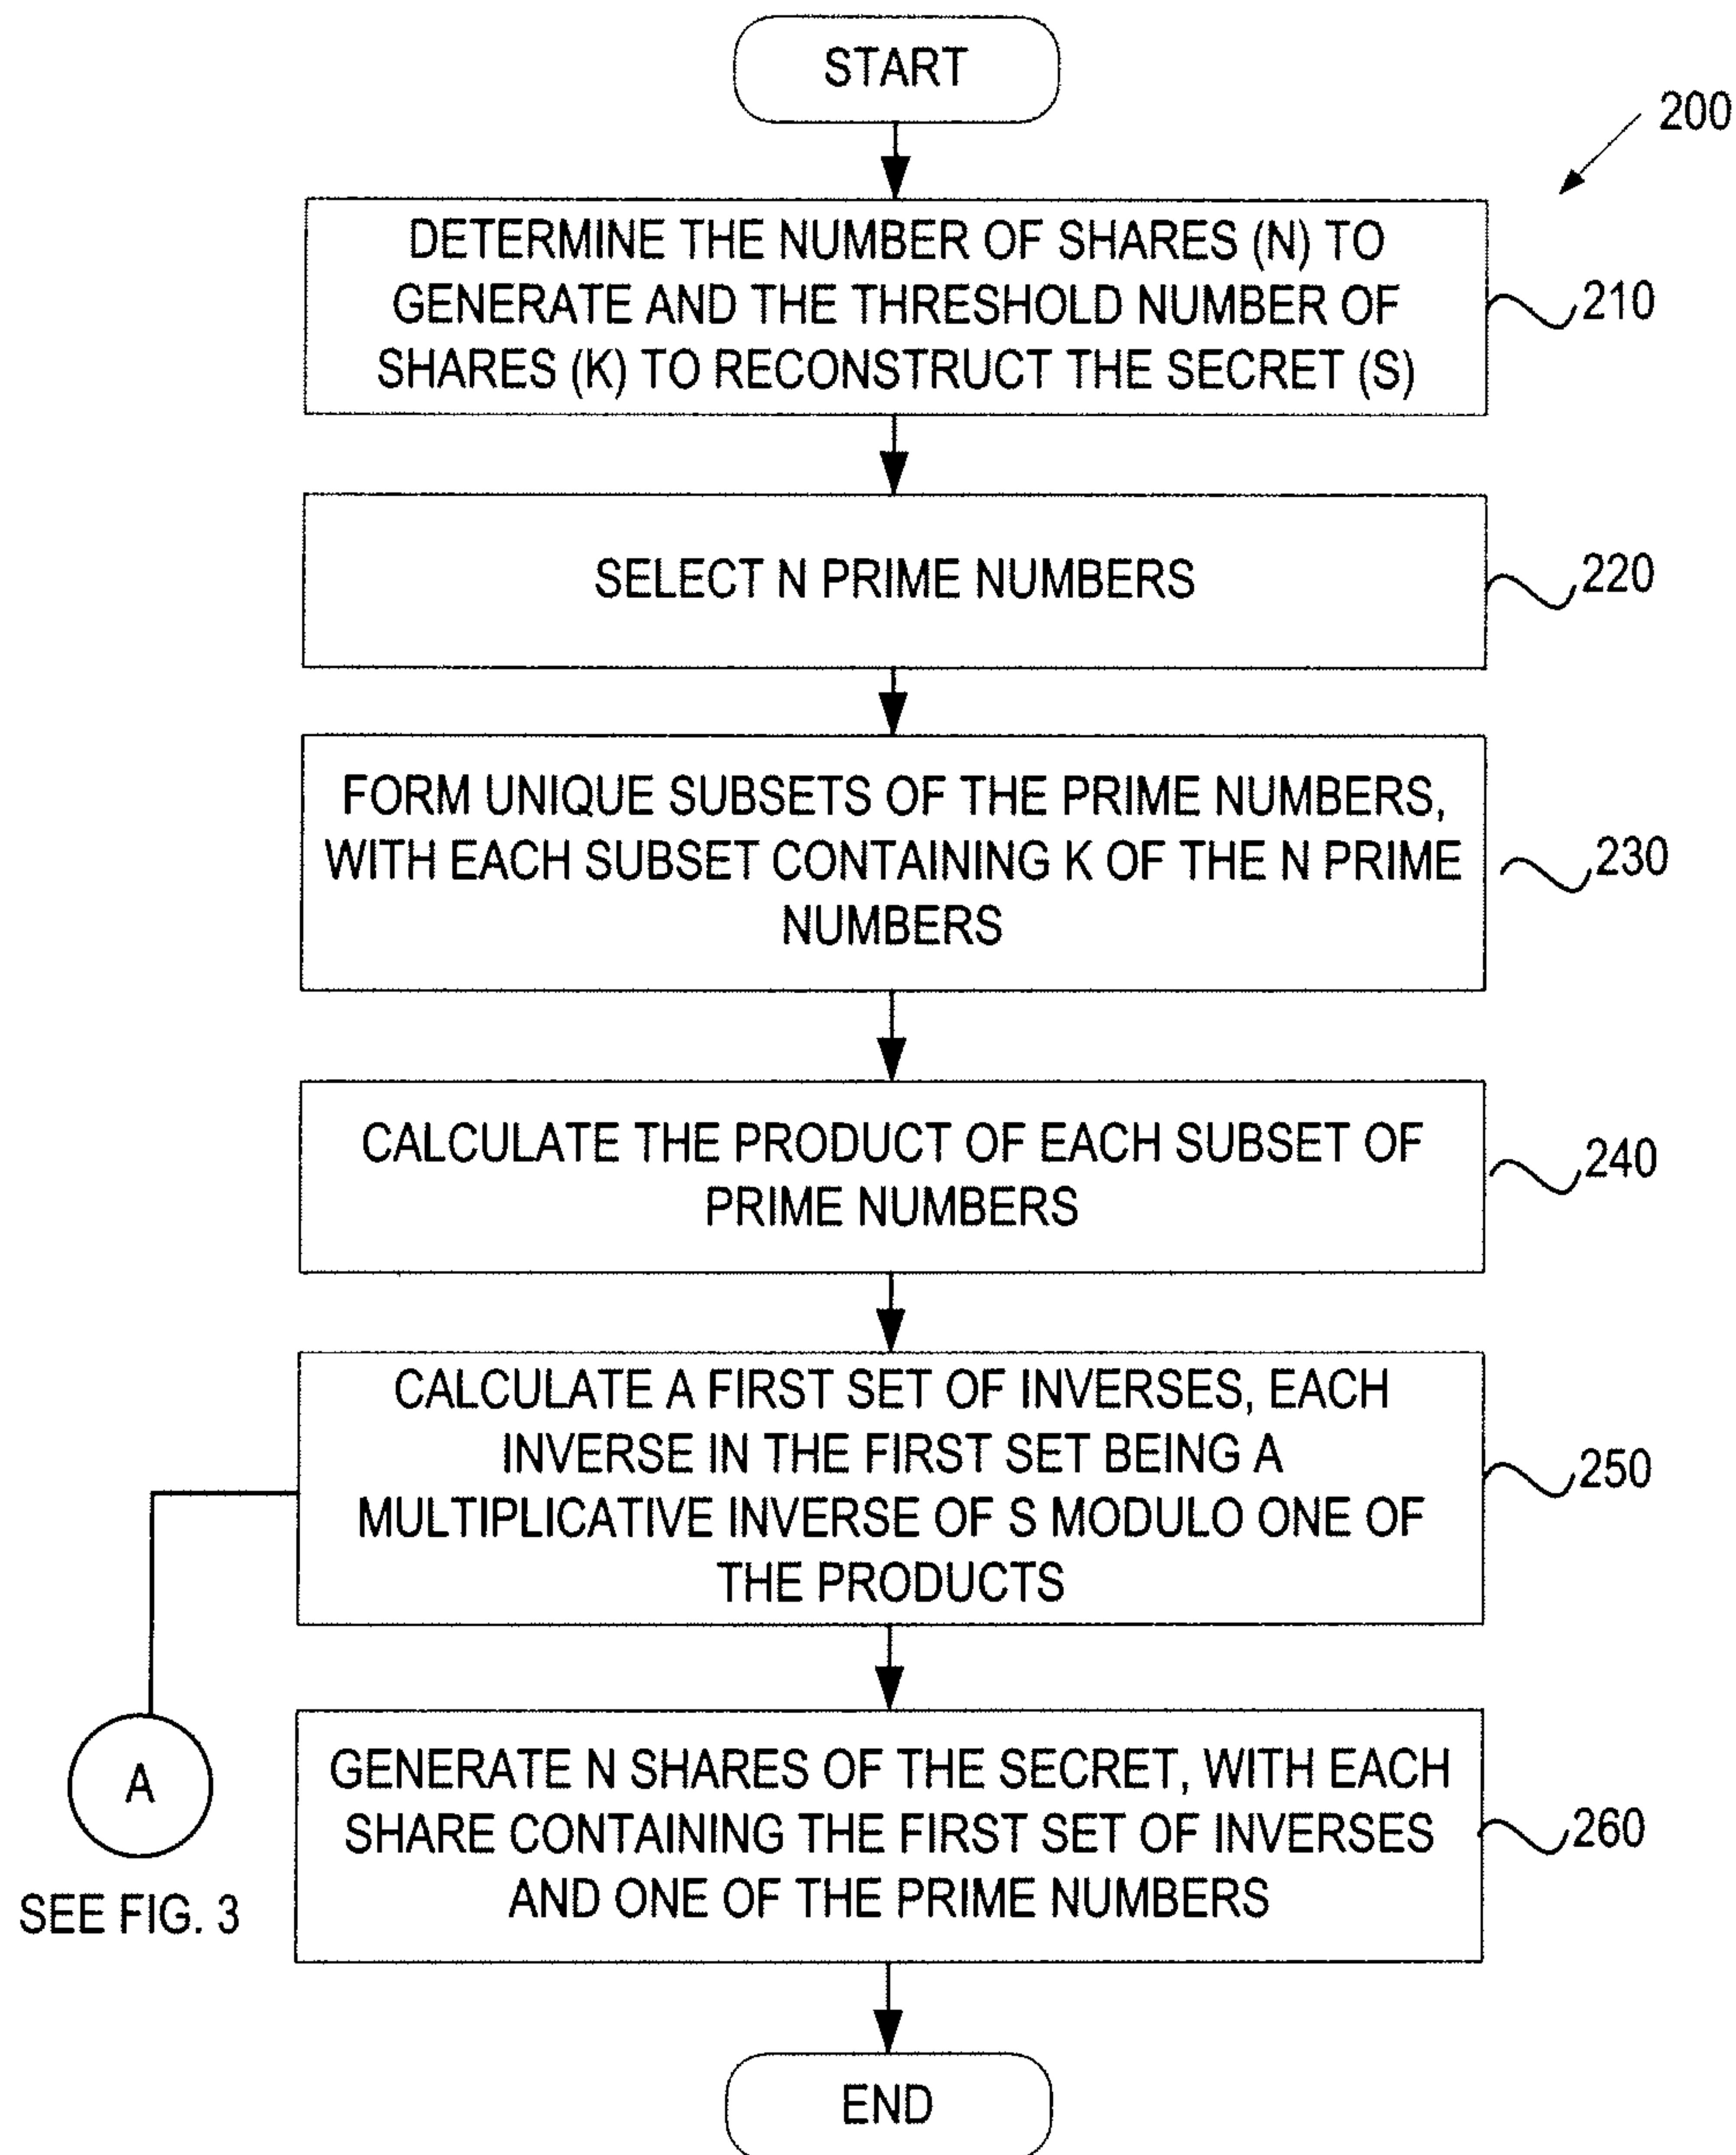 START
200
DETERMINE THE NUMBER OF SHARES (N) TO
GENERATE AND THE THRESHOLD NUMBER OF
SHARES (K) TO RECONSTRUCT THE SECRET (S)
210
SELECT N PRIME NUMBERS
220
FORM UNIQUE SUBSETS OF THE PRIME NUMBERS,
WITH EACH SUBSET CONTAINING K OF THE N PRIME
NUMBERS
230
CALCULATE THE PRODUCT OF EACH SUBSET OF
PRIME NUMBERS
240
CALCULATE A FIRST SET OF INVERSES, EACH
INVERSE IN THE FIRST SET BEING A
MULTIPLICATIVE INVERSE OF S MODULO ONE OF
THE PRODUCTS
250
A
SEE FIG. 3
GENERATE N SHARES OF THE SECRET, WITH EACH
SHARE CONTAINING THE FIRST SET OF INVERSES
AND ONE OF THE PRIME NUMBERS
260
END